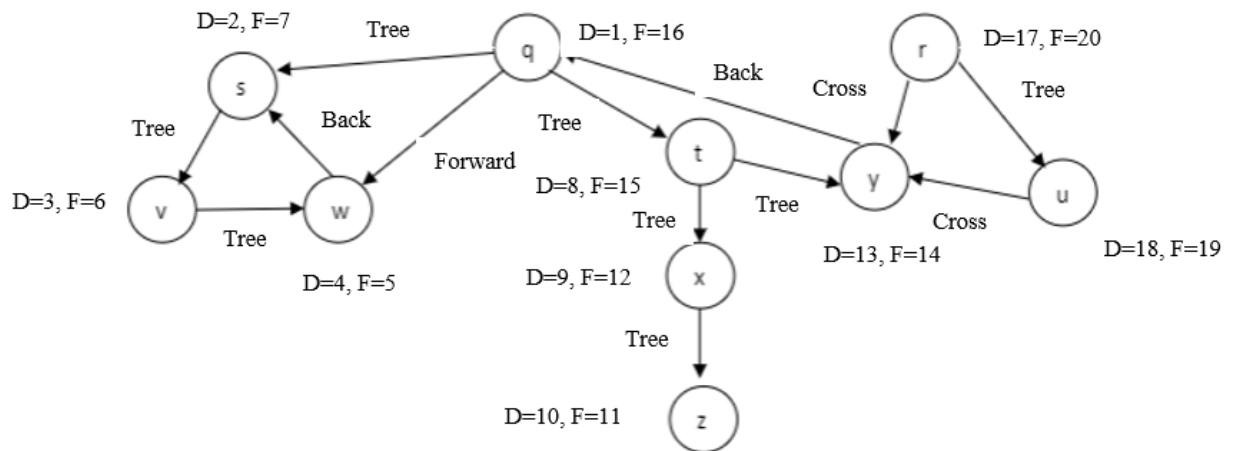 D=2, F=7
Tree
q
D=1, F=16
r
D=17, F=20
s
Back
Cross
Tree
Tree
Back
Tree
Forward
t
y
u
D=3, F=6
v
w
D=8, F=15
Tree
Cross
Tree
Tree
D=13, F=14
D=18, F=19
D=4, F=5
D=9, F=12
x
Tree
D=10, F=11
z